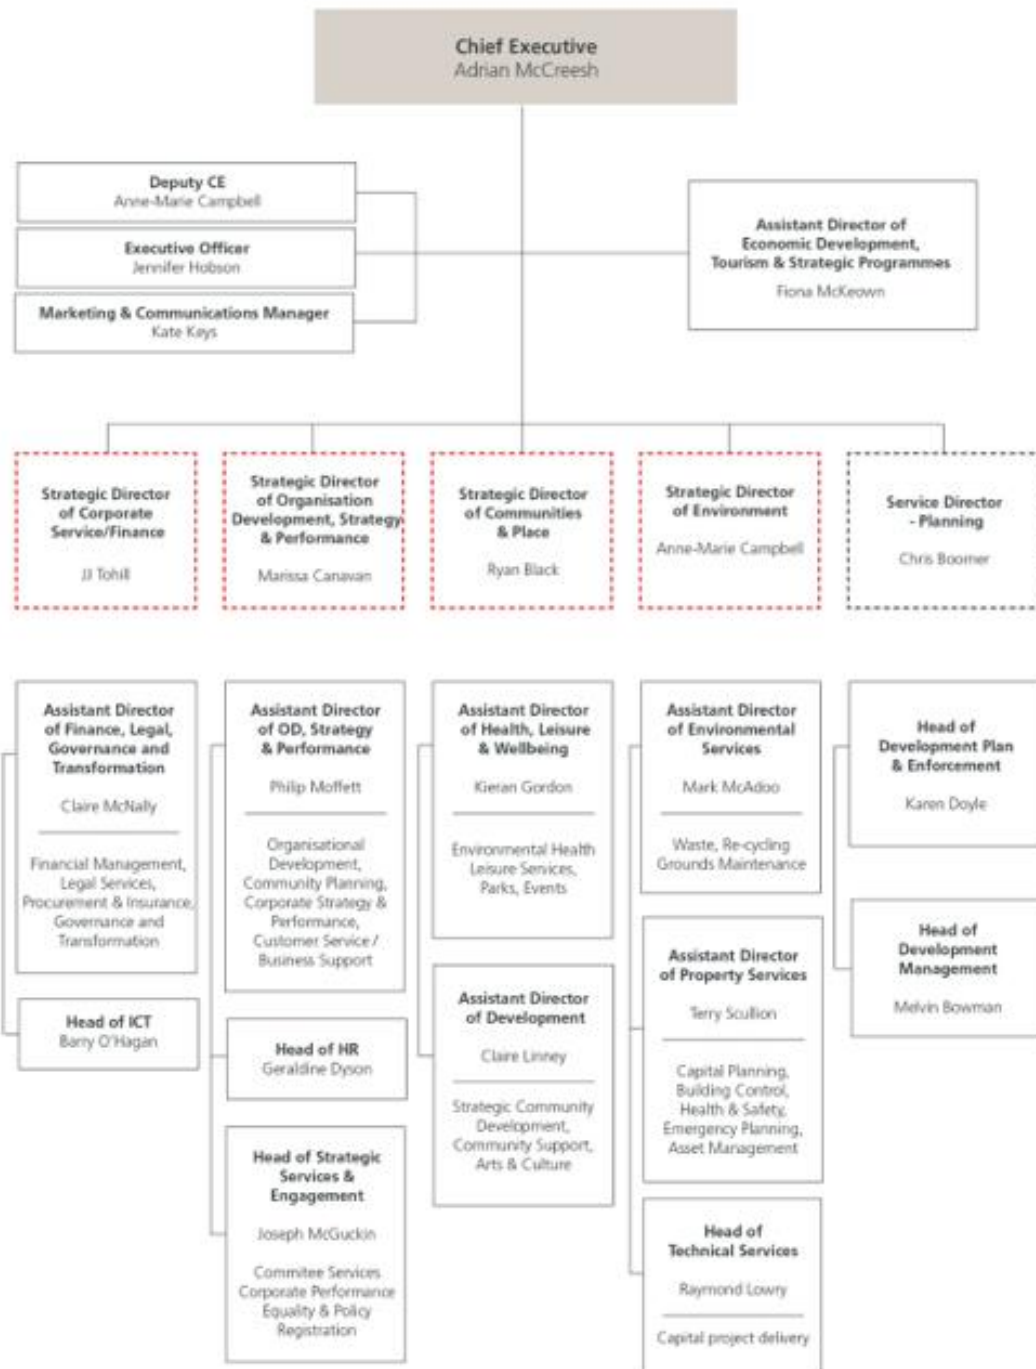 Chief Executive
Adrian McCreesh
Deputy CE
Anne-Marie Campbell
Executive Officer
Jennifer Hobson
Marketing & Communications Manager
Kate Keys
Assistant Director of
Economic Development,
Tourism & Strategic Programmes
Fiona McKeown
Strategic Director
of Corporate
Service/Finance
JJ Tohill
Strategic Director
of Organisation
Development, Strategy
& Performance
Marissa Canavan
Strategic Director
of Communities
& Place
Ryan Black
Strategic Director
of Environment
Anne-Marie Campbell
Service Director
- Planning
Chris Boomer
Assistant Director
of Finance, Legal,
Governance and
Transformation
Claire McNally
Financial Management,
Legal Services,
Procurement & Insurance,
Governance and
Transformation
Head of ICT
Barry O'Hagan
Assistant Director
of OD, Strategy
& Performance
Philip Moffett
Organisational
Development,
Community Planning,
Corporate Strategy &
Performance,
Customer Service /
Business Support
Head of HR
Geraldine Dyson
Head of Strategic
Services &
Engagement
Joseph McGuckin
Commitee Services
Corporate Performance
Equality & Policy
Registration
Assistant Director
of Health, Leisure
& Wellbeing
Kieran Gordon
Environmental Health
Leisure Services,
Parks, Events
Assistant Director
of Development
Claire Linney
Strategic Community
Development,
Community Support,
Arts & Culture
Assistant Director
of Environmental
Services
Mark McAdoo
Waste, Re-cycling
Grounds Maintenance
Assistant Director
of Property Services
Terry Scullion
Capital Planning,
Building Control,
Health & Safety,
Emergency Planning,
Asset Management
Head of
Technical Services
Raymond Lowry
Capital project delivery
Head of
Development Plan
& Enforcement
Karen Doyle
Head of
Development
Management
Melvin Bowman